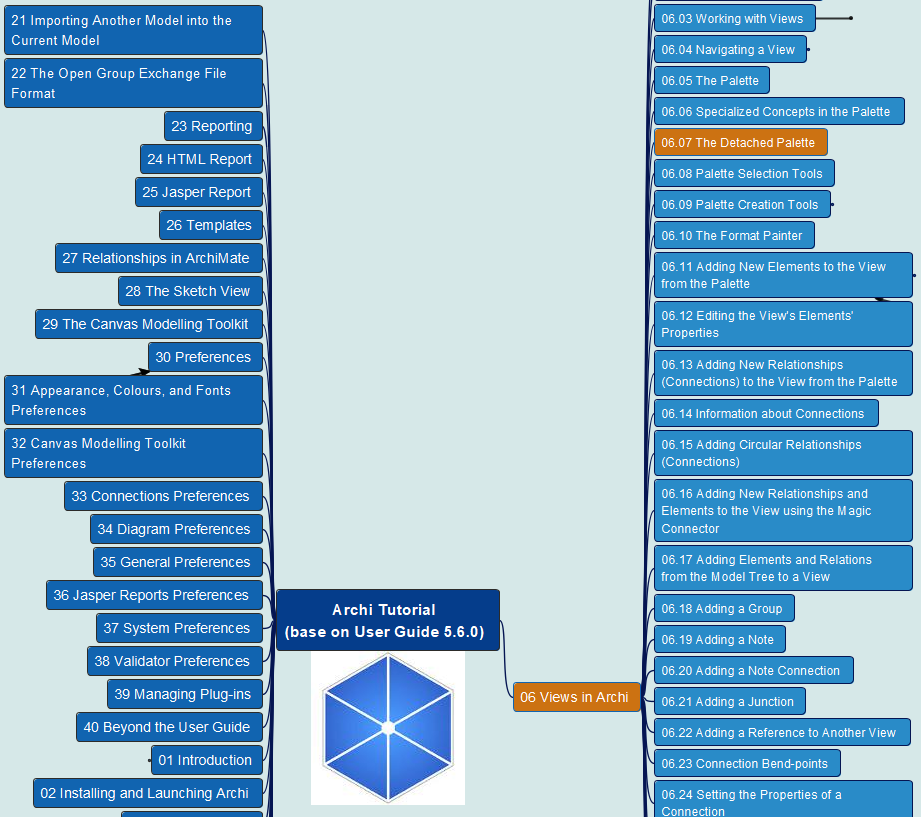 21 Importing Another Model into the
Current Model
22 The Open Group Exchange File
Format
23 Reporting
24 HTML Report
25 Jasper Report
26 Templates
27 Relationships in ArchiMate
28 The Sketch View
29 The Canvas Modelling Toolkit
30 Preferences
31 Appearance, Colours, and Fonts
Preferences
32 Canvas Modelling Toolkit
Preferences
33 Connections Preferences
34 Diagram Preferences
35 General Preferences
36 Jasper Reports Preferences
37 System Preferences
38 Validator Preferences
39 Managing Plug-ins
40 Beyond the User Guide
01 Introduction
02 Installing and Launching Archi
Archi Tutorial
(base on User Guide 5.6.0)
06 Views in Archi
06.03 Working with Views
06.04 Navigating a View
06.05 The Palette
06.06 Specialized Concepts in the Palette
06.07 The Detached Palette
06.08 Palette Selection Tools
06.09 Palette Creation Tools
06.10 The Format Painter
06.11 Adding New Elements to the View
from the Palette
06.12 Editing the View's Elements'
Properties
06.13 Adding New Relationships
(Connections) to the View from the Palette
06.14 Information about Connections
06.15 Adding Circular Relationships
(Connections)
06.16 Adding New Relationships and
Elements to the View using the Magic
Connector
06.17 Adding Elements and Relations
from the Model Tree to a View
06.18 Adding a Group
06.19 Adding a Note
06.20 Adding a Note Connection
06.21 Adding a Junction
06.22 Adding a Reference to Another View
06.23 Connection Bend-points
06.24 Setting the Properties of a
Connection